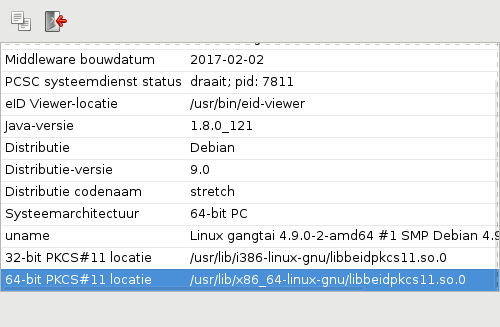 Middleware bouwdatum 2017-02-02
PCSC systeemdienst status draait; pid: 7811
eID Viewer-locatie /usr/bin/eid-viewer
Java-versie 1.8.0_121
Distributie Debian
Distributie-versie 9.0
Distributie codenaam stretch
Systeemarchitectuur 64-bit PC
uname Linux gangtai 4.9.0-2-amd64 #1 SMP Debian 4.9
32-bit PKCS#11 locatie /usr/lib/i386-linux-gnu/libbeidpkcs11.so.0
64-bit PKCS#11 locatie /usr/lib/x86_64-linux-gnu/libbeidpkcs11.so.0